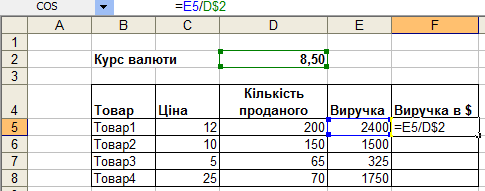 COS =E5/D$2
A B C D E F
1
2 Курс валюти 8,50
3
Кількість
4 Товар Ціна проданого Виручка Виручка в $
5 Товар1 12 200 2400 =E5/D$2
6 Товар2 10 150 1500
7 Товар3 5 65 325
8 Товар4 25 70 1750